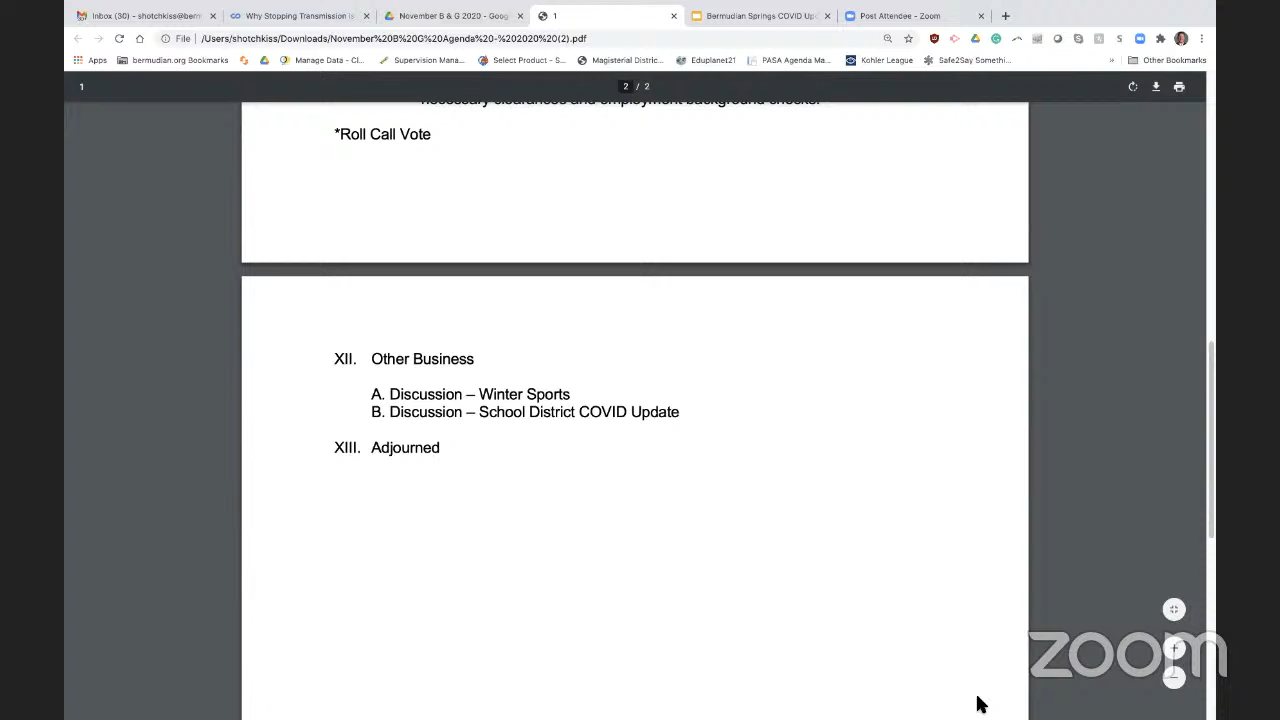 Inbox (30) - shotchkiss@berm
Why Stopping Transmission is
November B & G 2020 - Goog
1
Bermudian Springs COVID Upd
Post Attendee - Zoom
File /Users/shotchkiss/Downloads/November%20B%20G%20Agenda%20-%202020%20(2).pdf
Apps
bermudian.org Bookmarks
Manage Data - Cl...
Supervision Mana...
Select Product - S...
Magisterial Distric...
Eduplanet21
PASA Agenda Ma...
Kohler League
Safe2Say Somethi...
»
Other Bookmarks
1
2 / 2
necessary clearances and employment background checks.
*Roll Call Vote
XII. Other Business
A. Discussion – Winter Sports
B. Discussion – School District COVID Update
XIII. Adjourned
zoom